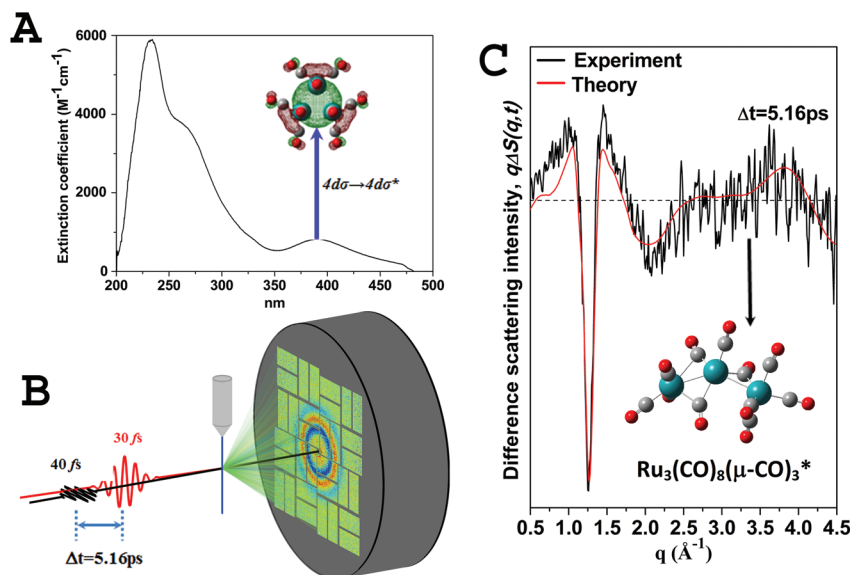 A
Extinction coefficient (M⁻¹cm⁻¹)
6000
4000
2000
0
4dσ→4dσ*
200 250 300 350 400 450 500
nm
B
30 fs
40 fs
Δt=5.16ps
C
Experiment
Theory
Δt=5.16ps
Difference scattering intensity, qΔS(q,t)
Ru₃(CO)₈(μ-CO)₃*
0.5 1.0 1.5 2.0 2.5 3.0 3.5 4.0 4.5
q (Å⁻¹)